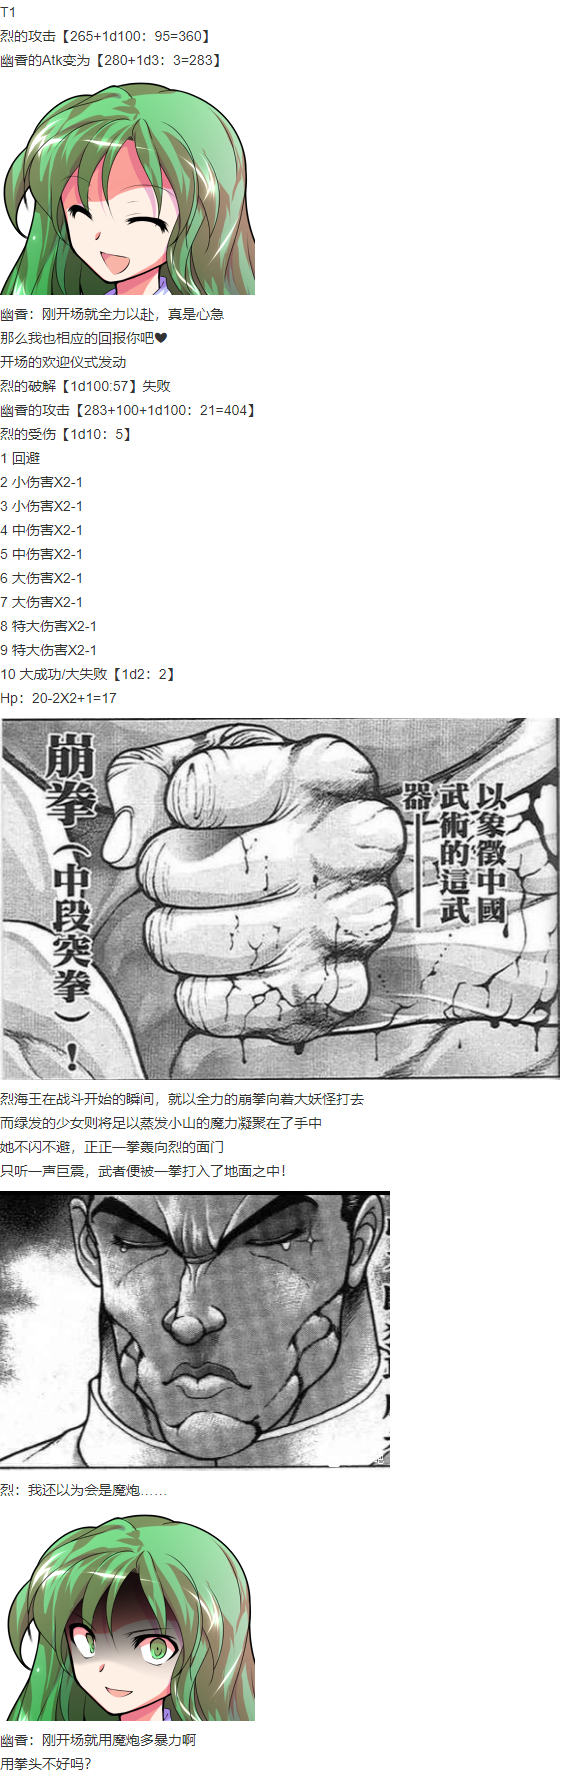 T1
烈的攻击【265+1d100：95=360】
幽香的Atk变为【280+1d3：3=283】
幽香：刚开场就全力以赴，真是心急
那么我也相应的回报你吧♥
开场的欢迎仪式发动
烈的破解【1d100:57】失败
幽香的攻击【283+100+1d100：21=404】
烈的受伤【1d10：5】
1 回避
2 小伤害X2-1
3 小伤害X2-1
4 中伤害X2-1
5 中伤害X2-1
6 大伤害X2-1
7 大伤害X2-1
8 特大伤害X2-1
9 特大伤害X2-1
10 大成功/大失败【1d2：2】
Hp：20-2X2+1=17
以象徵中國
武術的這武
器——
崩拳（中段突拳）！
烈海王在战斗开始的瞬间，就以全力的崩拳向着大妖怪打去
而绿发的少女则将足以蒸发小山的魔力凝聚在了手中
她不闪不避，正正一拳轰向烈的面门
只听一声巨震，武者便被一拳打入了地面之中！
烈：我还以为会是魔炮……
幽香：刚开场就用魔炮多暴力啊
用拳头不好吗？